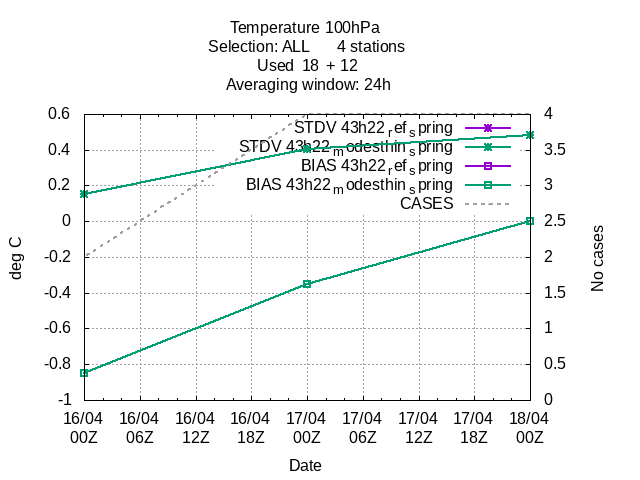 Temperature 100hPa
Selection: ALL 4 stations
Used 18 + 12
Averaging window: 24h
STDV 43h22refspring
STDV 43h22modesthinspring
BIAS 43h22refspring
BIAS 43h22modesthinspring
CASES
deg C
0.6
0.4
0.2
0
-0.2
-0.4
-0.6
-0.8
-1
4
3.5
3
2.5
2
1.5
1
0.5
0
No cases
16/04 16/04 16/04 16/04 17/04 17/04 17/04 17/04 18/04
00Z 06Z 12Z 18Z 00Z 06Z 12Z 18Z 00Z
Date